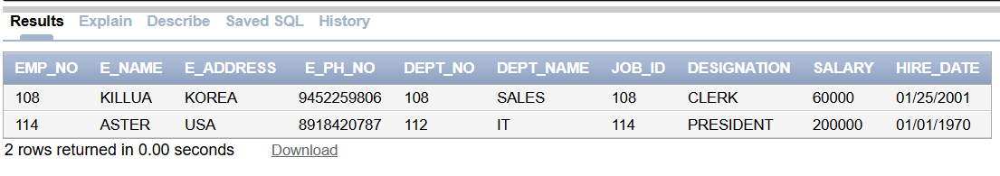 Results Explain Describe Saved SQL History
EMP_NO E_NAME E_ADDRESS E_PH_NO DEPT_NO DEPT_NAME JOB_ID DESIGNATION SALARY HIRE_DATE
108 KILLUA KOREA 9452259806 108 SALES 108 CLERK 60000 01/25/2001
114 ASTER USA 8918420787 112 IT 114 PRESIDENT 200000 01/01/1970
2 rows returned in 0.00 seconds Download